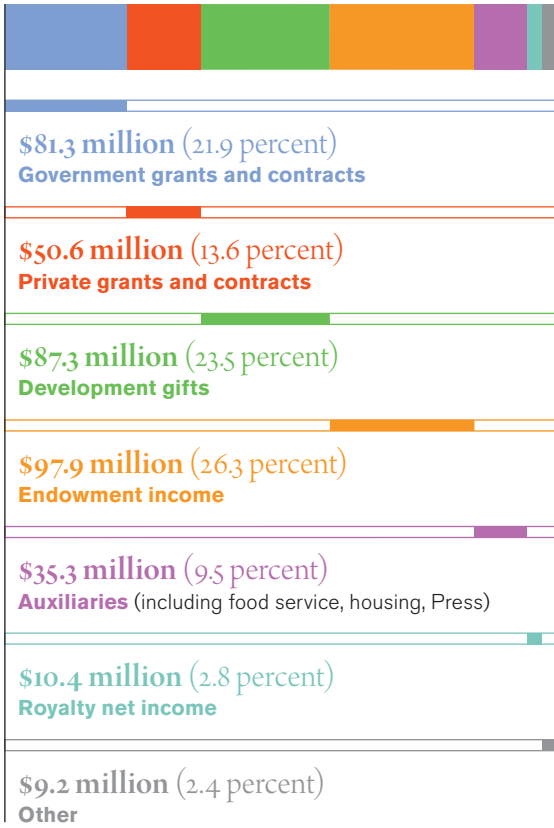 $81.3 million (21.9 percent)
Government grants and contracts
$50.6 million (13.6 percent)
Private grants and contracts
$87.3 million (23.5 percent)
Development gifts
$97.9 million (26.3 percent)
Endowment income
$35.3 million (9.5 percent)
Auxiliaries (including food service, housing, Press)
$10.4 million (2.8 percent)
Royalty net income
$9.2 million (2.4 percent)
Other